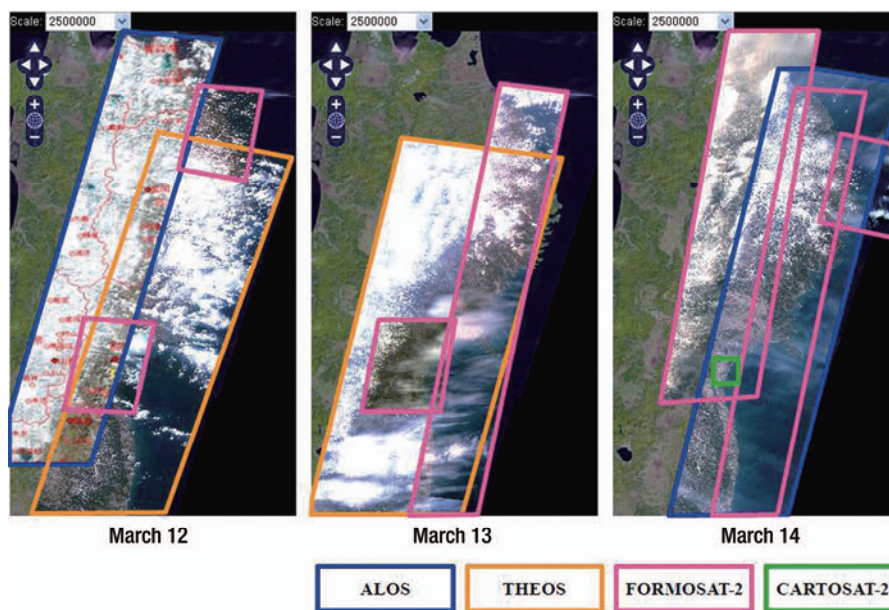 Scale: 2500000
Scale: 2500000
Scale: 2500000
March 12
March 13
March 14
ALOS
THEOS
FORMOSAT-2
CARTOSAT-2